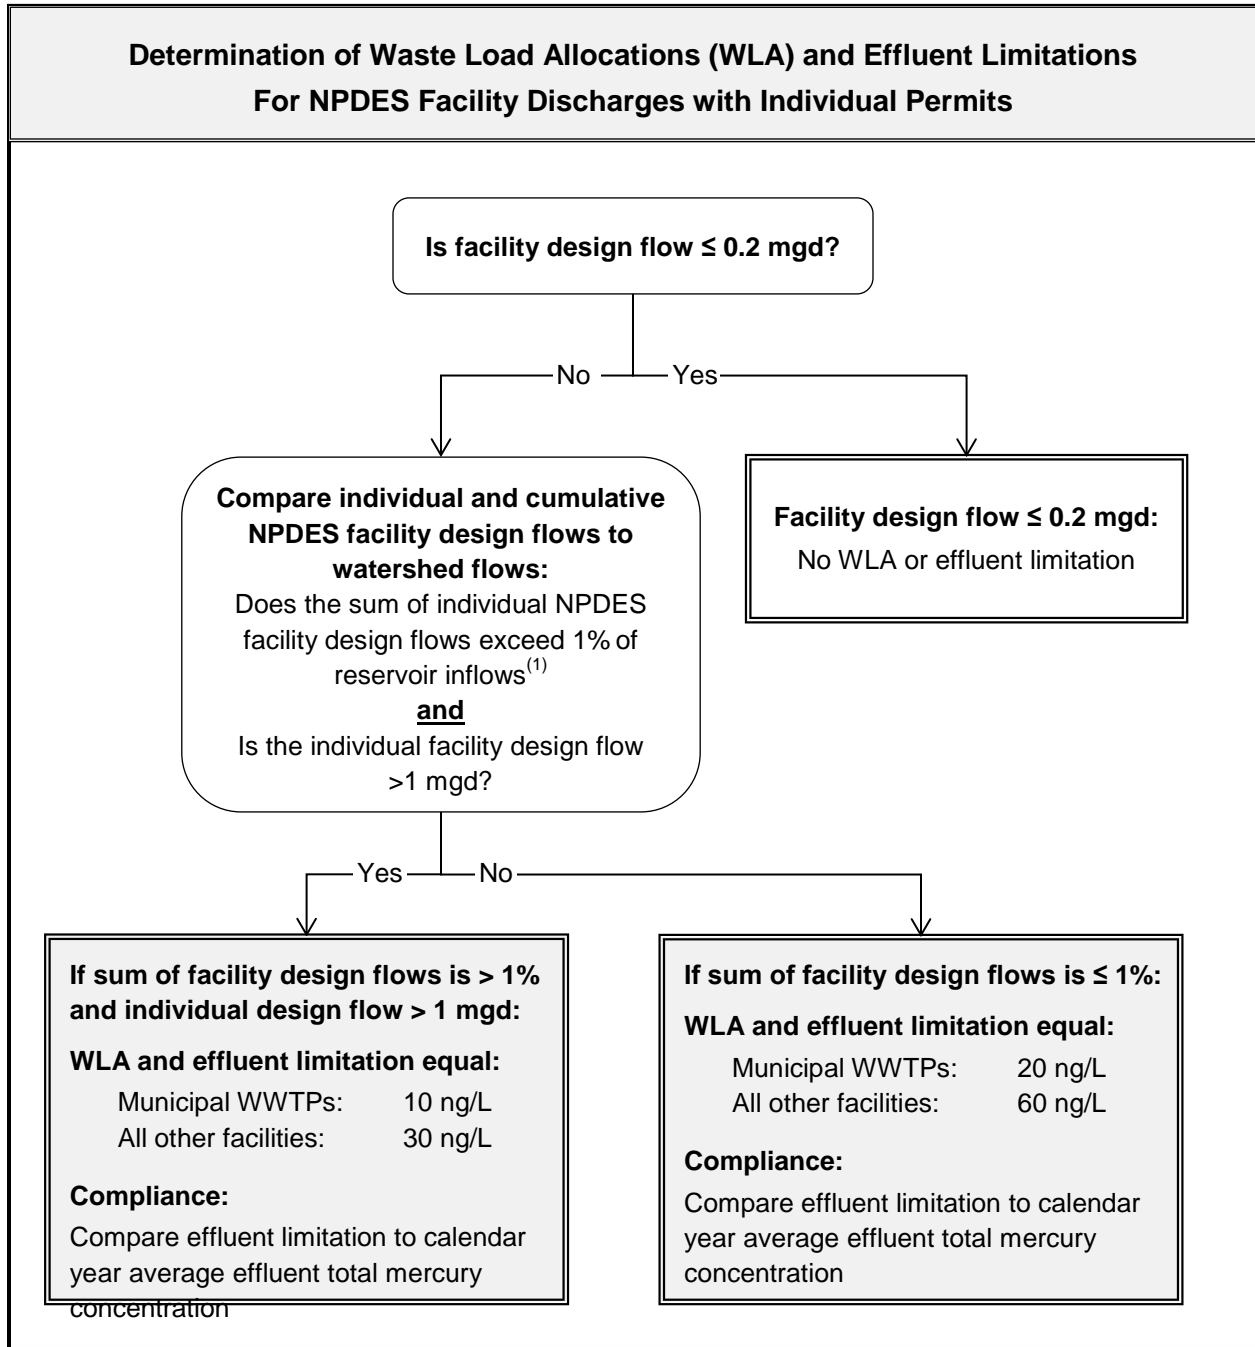 Determination of Waste Load Allocations (WLA) and Effluent Limitations
For NPDES Facility Discharges with Individual Permits
Is facility design flow ≤ 0.2 mgd?
No
Yes
Compare individual and cumulative
NPDES facility design flows to
watershed flows:
Does the sum of individual NPDES
facility design flows exceed 1% of
reservoir inflows(1)
and
Is the individual facility design flow
>1 mgd?
Facility design flow ≤ 0.2 mgd:
No WLA or effluent limitation
Yes
No
If sum of facility design flows is > 1%
and individual design flow > 1 mgd:
WLA and effluent limitation equal:
Municipal WWTPs: 10 ng/L
All other facilities: 30 ng/L
Compliance:
Compare effluent limitation to calendar
year average effluent total mercury
concentration
If sum of facility design flows is ≤ 1%:
WLA and effluent limitation equal:
Municipal WWTPs: 20 ng/L
All other facilities: 60 ng/L
Compliance:
Compare effluent limitation to calendar
year average effluent total mercury
concentration